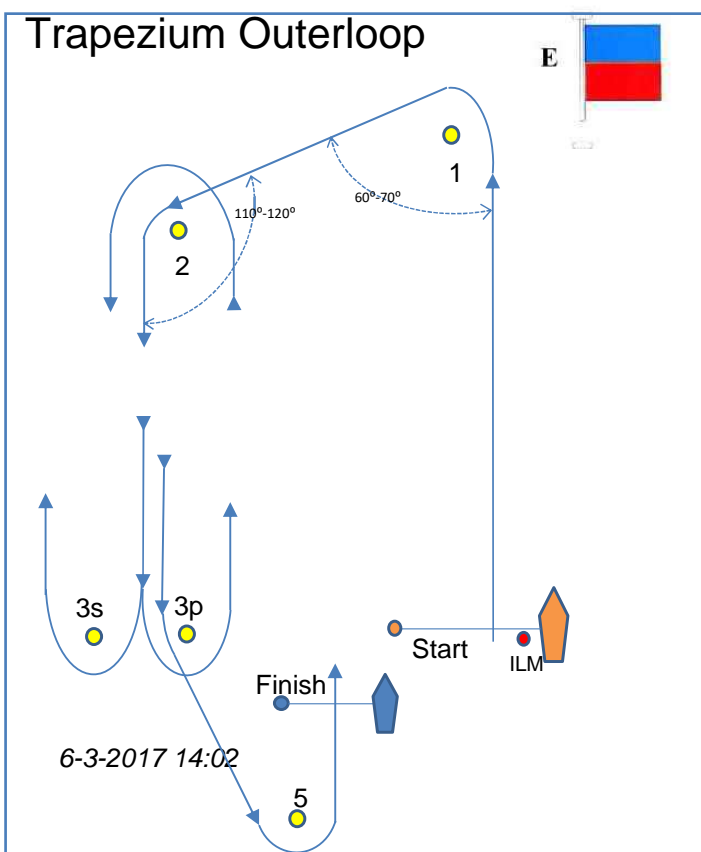 Trapezium Outerloop
E
1
60º-70º
110º-120º
2
3s
3p
Start
ILM
Finish
6-3-2017 14:02
5